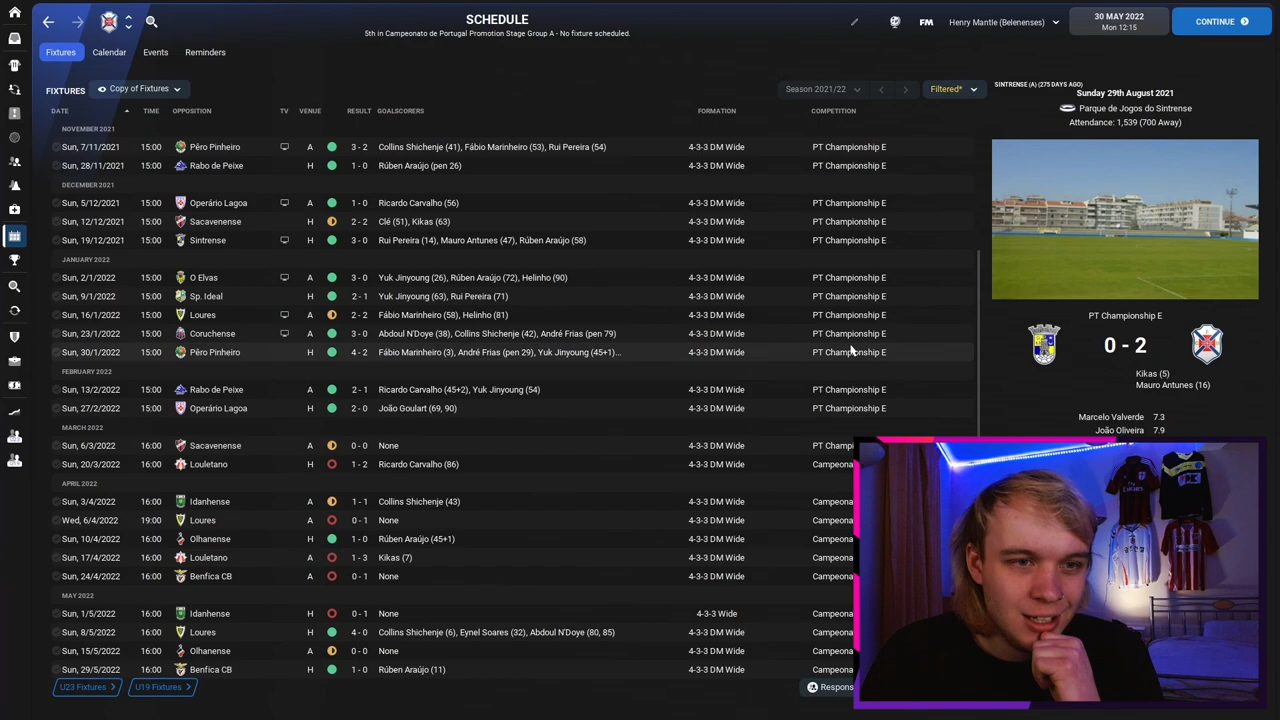 SCHEDULE
5th in Campeonato de Portugal Promotion Stage Group A - No fixture scheduled.
FM
Henry Mantle (Belenenses)
30 MAY 2022
Mon 12:15
CONTINUE
Fixtures Calendar Events Reminders
FIXTURES Copy of Fixtures Season 2021/22 Filtered*
DATE TIME OPPOSITION TV VENUE RESULT GOALSCORERS FORMATION COMPETITION
NOVEMBER 2021
Sun, 7/11/2021 15:00 Pêro Pinheiro A 3 - 2 Collins Shichenje (41), Fábio Marinheiro (53), Rui Pereira (54) 4-3-3 DM Wide PT Championship E
Sun, 28/11/2021 15:00 Rabo de Peixe H 1 - 0 Rúben Araújo (pen 26) 4-3-3 DM Wide PT Championship E
DECEMBER 2021
Sun, 5/12/2021 15:00 Operário Lagoa A 1 - 0 Ricardo Carvalho (56) 4-3-3 DM Wide PT Championship E
Sun, 12/12/2021 15:00 Sacavenense H 2 - 2 Clé (51), Kikas (63) 4-3-3 DM Wide PT Championship E
Sun, 19/12/2021 15:00 Sintrense H 3 - 0 Rui Pereira (14), Mauro Antunes (47), Rúben Araújo (58) 4-3-3 DM Wide PT Championship E
JANUARY 2022
Sun, 2/1/2022 15:00 O Elvas A 3 - 0 Yuk Jinyoung (26), Rúben Araújo (72), Helinho (90) 4-3-3 DM Wide PT Championship E
Sun, 9/1/2022 15:00 Sp. Ideal H 2 - 1 Yuk Jinyoung (63), Rui Pereira (71) 4-3-3 DM Wide PT Championship E
Sun, 16/1/2022 15:00 Loures A 2 - 2 Fábio Marinheiro (58), Helinho (81) 4-3-3 DM Wide PT Championship E
Sun, 23/1/2022 15:00 Coruchense A 3 - 0 Abdoul N'Doye (38), Collins Shichenje (42), André Frias (pen 79) 4-3-3 DM Wide PT Championship E
Sun, 30/1/2022 15:00 Pêro Pinheiro H 4 - 2 Fábio Marinheiro (3), André Frias (pen 29), Yuk Jinyoung (45+1)... 4-3-3 DM Wide PT Championship E
FEBRUARY 2022
Sun, 13/2/2022 15:00 Rabo de Peixe A 2 - 1 Ricardo Carvalho (45+2), Yuk Jinyoung (54) 4-3-3 DM Wide PT Championship E
Sun, 27/2/2022 15:00 Operário Lagoa H 2 - 0 João Goulart (69, 90) 4-3-3 DM Wide PT Championship E
MARCH 2022
Sun, 6/3/2022 16:00 Sacavenense A 0 - 0 None 4-3-3 DM Wide PT Champ
Sun, 20/3/2022 16:00 Louletano H 1 - 2 Ricardo Carvalho (86) 4-3-3 DM Wide Campeona
APRIL 2022
Sun, 3/4/2022 16:00 Idanhense A 1 - 1 Collins Shichenje (43) 4-3-3 DM Wide Campeona
Wed, 6/4/2022 19:00 Loures A 0 - 1 None 4-3-3 DM Wide Campeona
Sun, 10/4/2022 16:00 Olhanense H 1 - 0 Rúben Araújo (45+1) 4-3-3 DM Wide Campeona
Sun, 17/4/2022 16:00 Louletano A 1 - 3 Kikas (7) 4-3-3 DM Wide Campeona
Sun, 24/4/2022 16:00 Benfica CB A 0 - 1 None 4-3-3 DM Wide Campeona
MAY 2022
Sun, 1/5/2022 16:00 Idanhense H 0 - 1 None 4-3-3 Wide Campeona
Sun, 8/5/2022 16:00 Loures H 4 - 0 Collins Shichenje (6), Eynel Soares (32), Abdoul N'Doye (80, 85) 4-3-3 DM Wide Campeona
Sun, 15/5/2022 16:00 Olhanense A 0 - 0 None 4-3-3 DM Wide Campeona
Sun, 29/5/2022 16:00 Benfica CB H 1 - 0 Rúben Araújo (11) 4-3-3 DM Wide Campeona
U23 Fixtures U19 Fixtures Respons
SINTRENSE (A) (275 DAYS AGO)
Sunday 29th August 2021
Parque de Jogos do Sintrense
Attendance: 1,539 (700 Away)
PT Championship E
0 - 2
Kikas (5)
Mauro Antunes (16)
Marcelo Valverde 7.3
João Oliveira 7.9